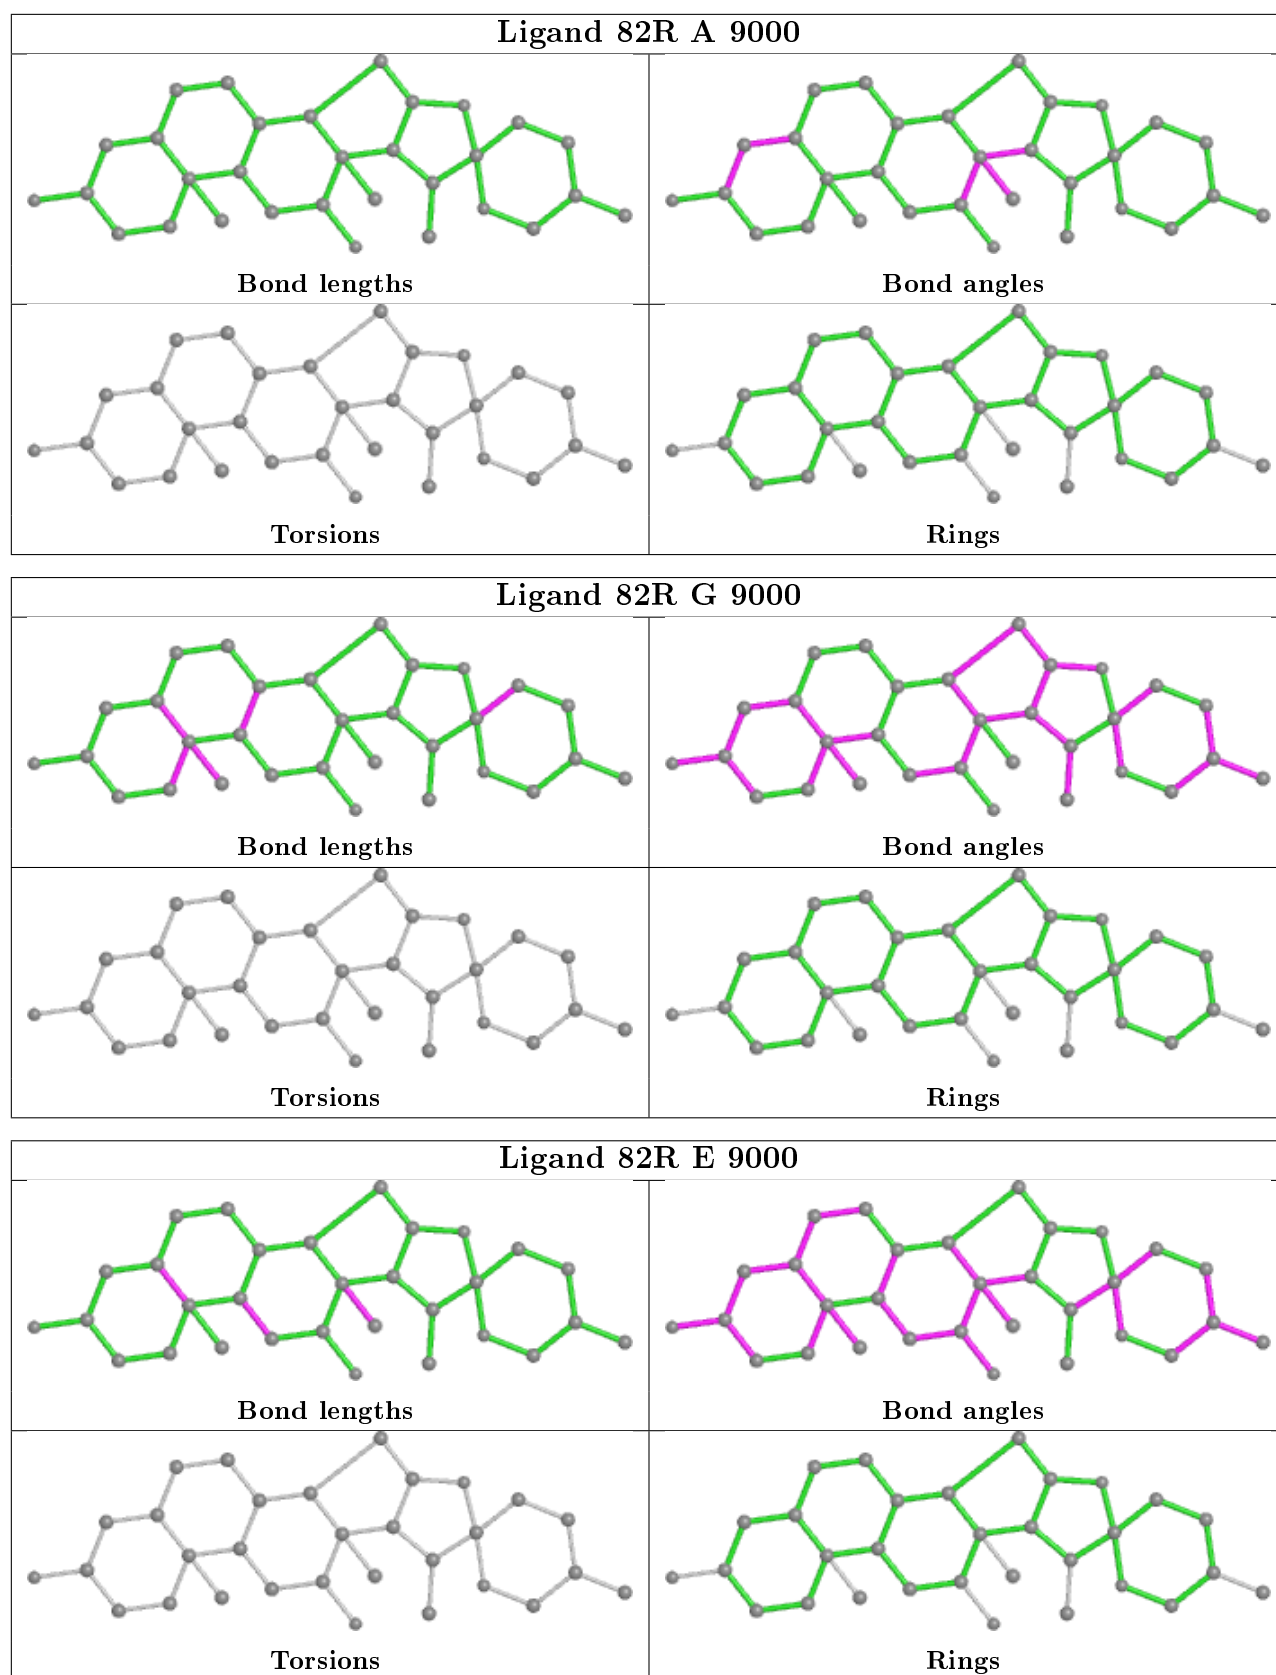 Ligand 82R A 9000
Bond lengths
Bond angles
Torsions
Rings
Ligand 82R G 9000
Bond lengths
Bond angles
Torsions
Rings
Ligand 82R E 9000
Bond lengths
Bond angles
Torsions
Rings